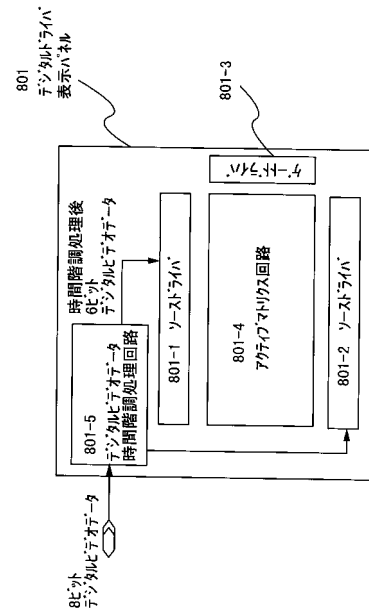 801
デジタルドライバ
表示パネル
8ビット
デジタルビデオデータ
801-5
デジタルビデオデータ
時間階調処理回路
時間階調処理後
6ビット
デジタルビデオデータ
801-1 ソースドライバ
801-3
ゲートドライバ
801-4
アクティブマトリクス回路
801-2 ソースドライバ